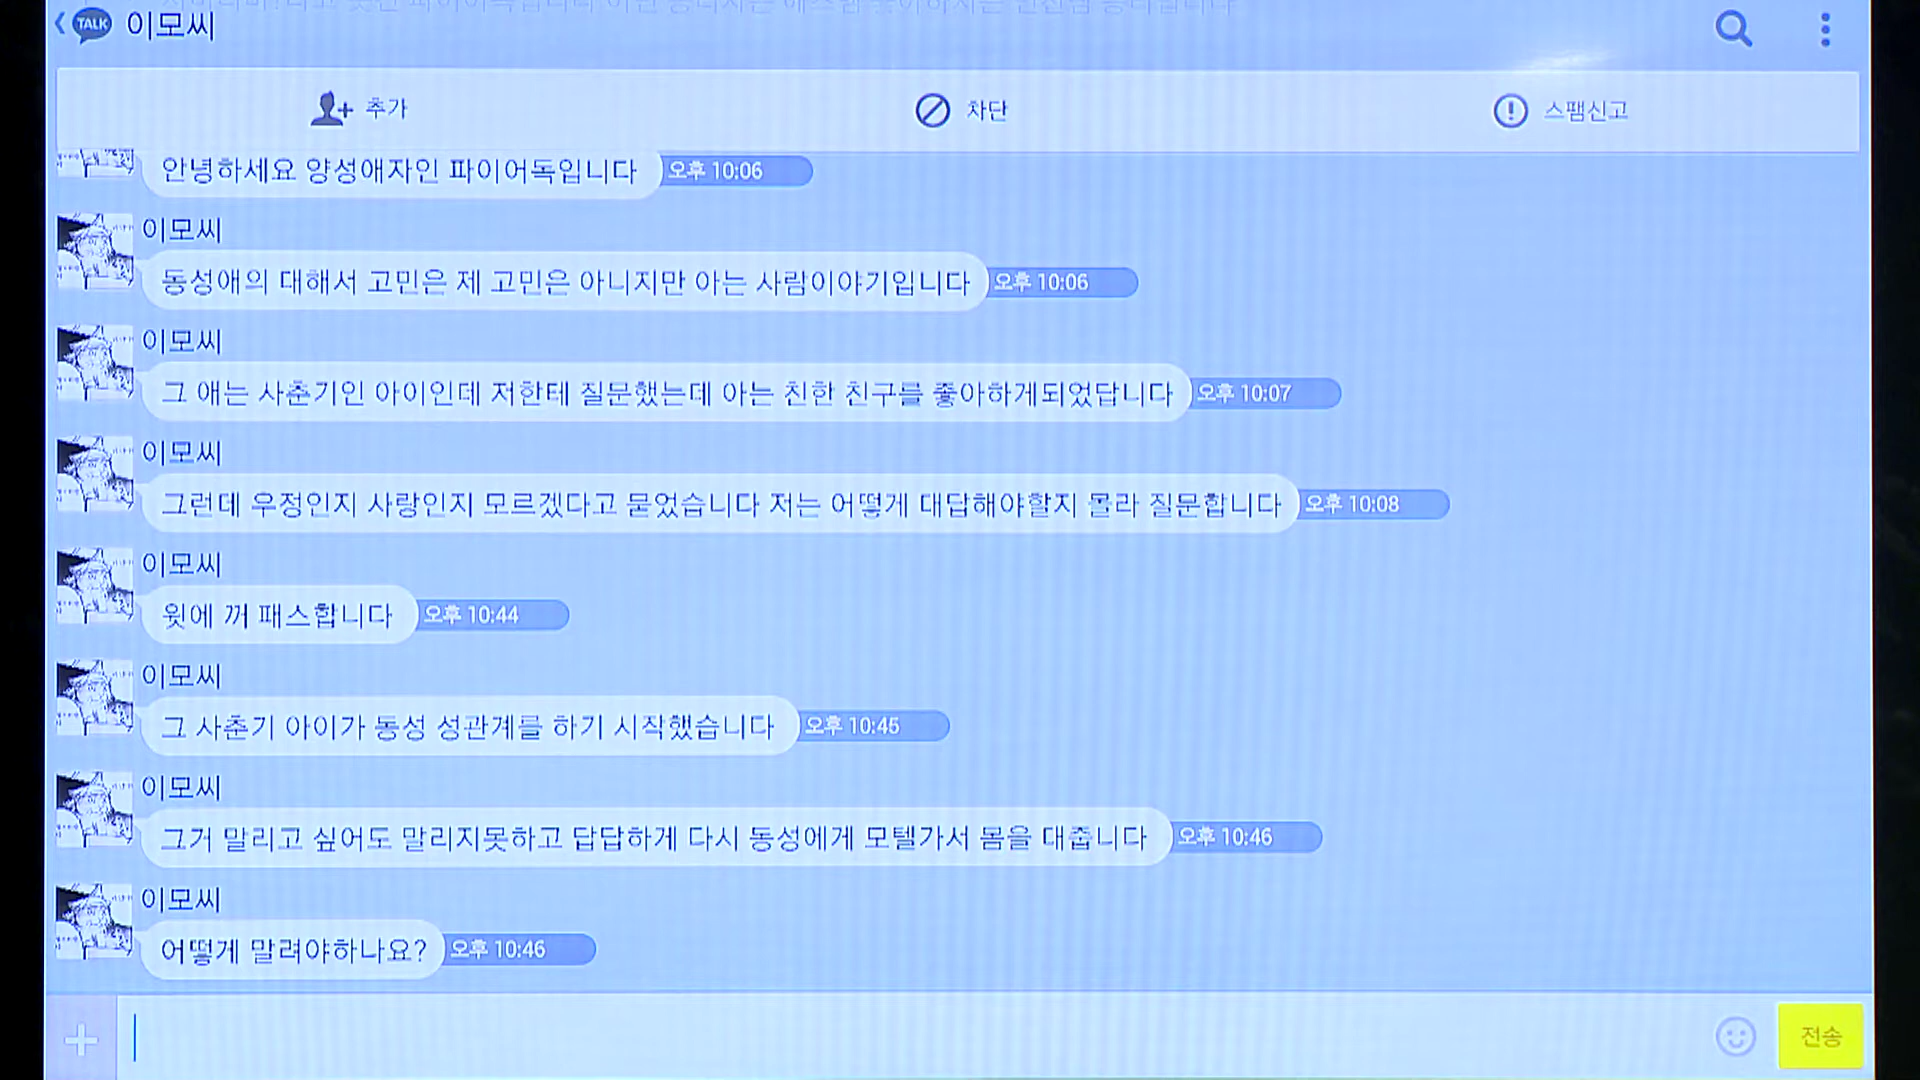 TALK 이모씨
추가 차단 스팸신고
안녕하세요 양성애자인 파이어독입니다 오후 10:06
이모씨
동성애의 대해서 고민은 제 고민은 아니지만 아는 사람이야기입니다 오후 10:06
이모씨
그 애는 사춘기인 아이인데 저한테 질문했는데 아는 친한 친구를 좋아하게되었답니다 오후 10:07
이모씨
그런데 우정인지 사랑인지 모르겠다고 묻었습니다 저는 어떻게 대답해야할지 몰라 질문합니다 오후 10:08
이모씨
윗에 꺼 패스합니다 오후 10:44
이모씨
그 사춘기 아이가 동성 성관계를 하기 시작했습니다 오후 10:45
이모씨
그거 말리고 싶어도 말리지못하고 답답하게 다시 동성에게 모텔가서 몸을 대줍니다 오후 10:46
이모씨
어떻게 말려야하나요? 오후 10:46
전송